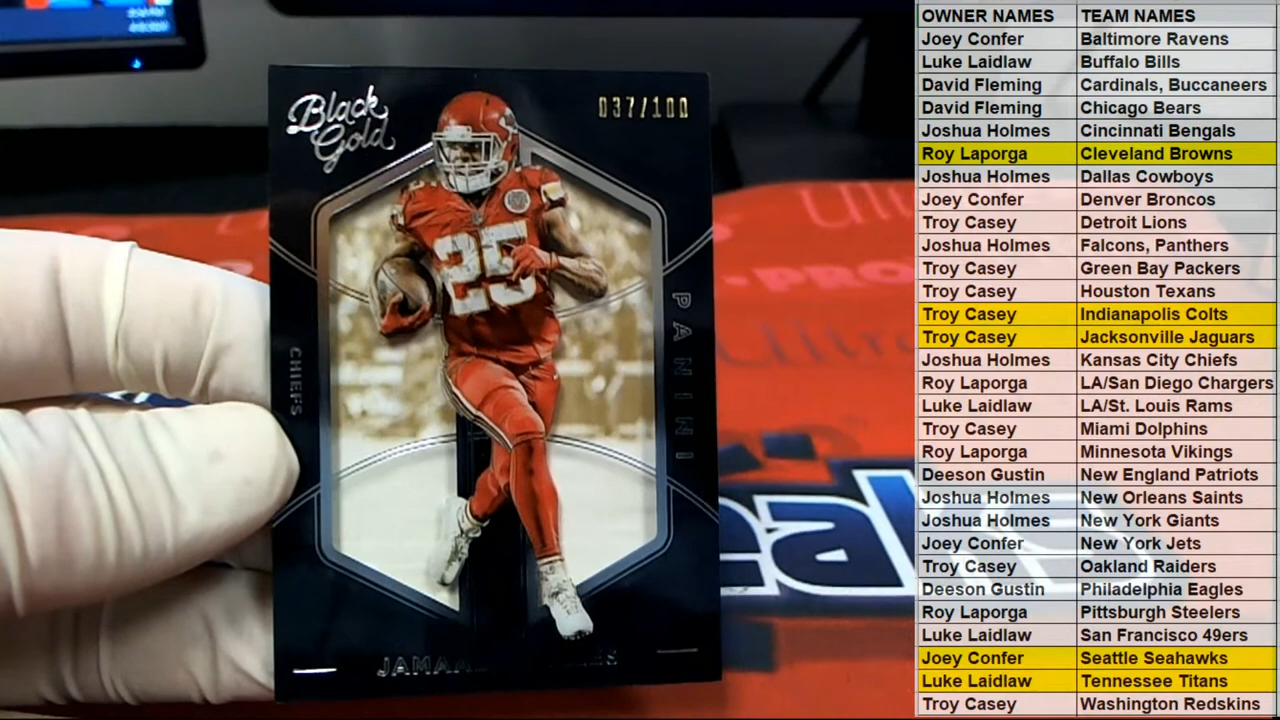 Black
Gold
037/100
25
CHIEFS
PANINI
OWNER NAMES TEAM NAMES
Joey Confer Baltimore Ravens
Luke Laidlaw Buffalo Bills
David Fleming Cardinals, Buccaneers
David Fleming Chicago Bears
Joshua Holmes Cincinnati Bengals
Roy Laporga Cleveland Browns
Joshua Holmes Dallas Cowboys
Joey Confer Denver Broncos
Troy Casey Detroit Lions
Joshua Holmes Falcons, Panthers
Troy Casey Green Bay Packers
Troy Casey Houston Texans
Troy Casey Indianapolis Colts
Troy Casey Jacksonville Jaguars
Joshua Holmes Kansas City Chiefs
Roy Laporga LA/San Diego Chargers
Luke Laidlaw LA/St. Louis Rams
Troy Casey Miami Dolphins
Roy Laporga Minnesota Vikings
Deeson Gustin New England Patriots
Joshua Holmes New Orleans Saints
Joshua Holmes New York Giants
Joey Confer New York Jets
Troy Casey Oakland Raiders
Deeson Gustin Philadelphia Eagles
Roy Laporga Pittsburgh Steelers
Luke Laidlaw San Francisco 49ers
Joey Confer Seattle Seahawks
Luke Laidlaw Tennessee Titans
Troy Casey Washington Redskins